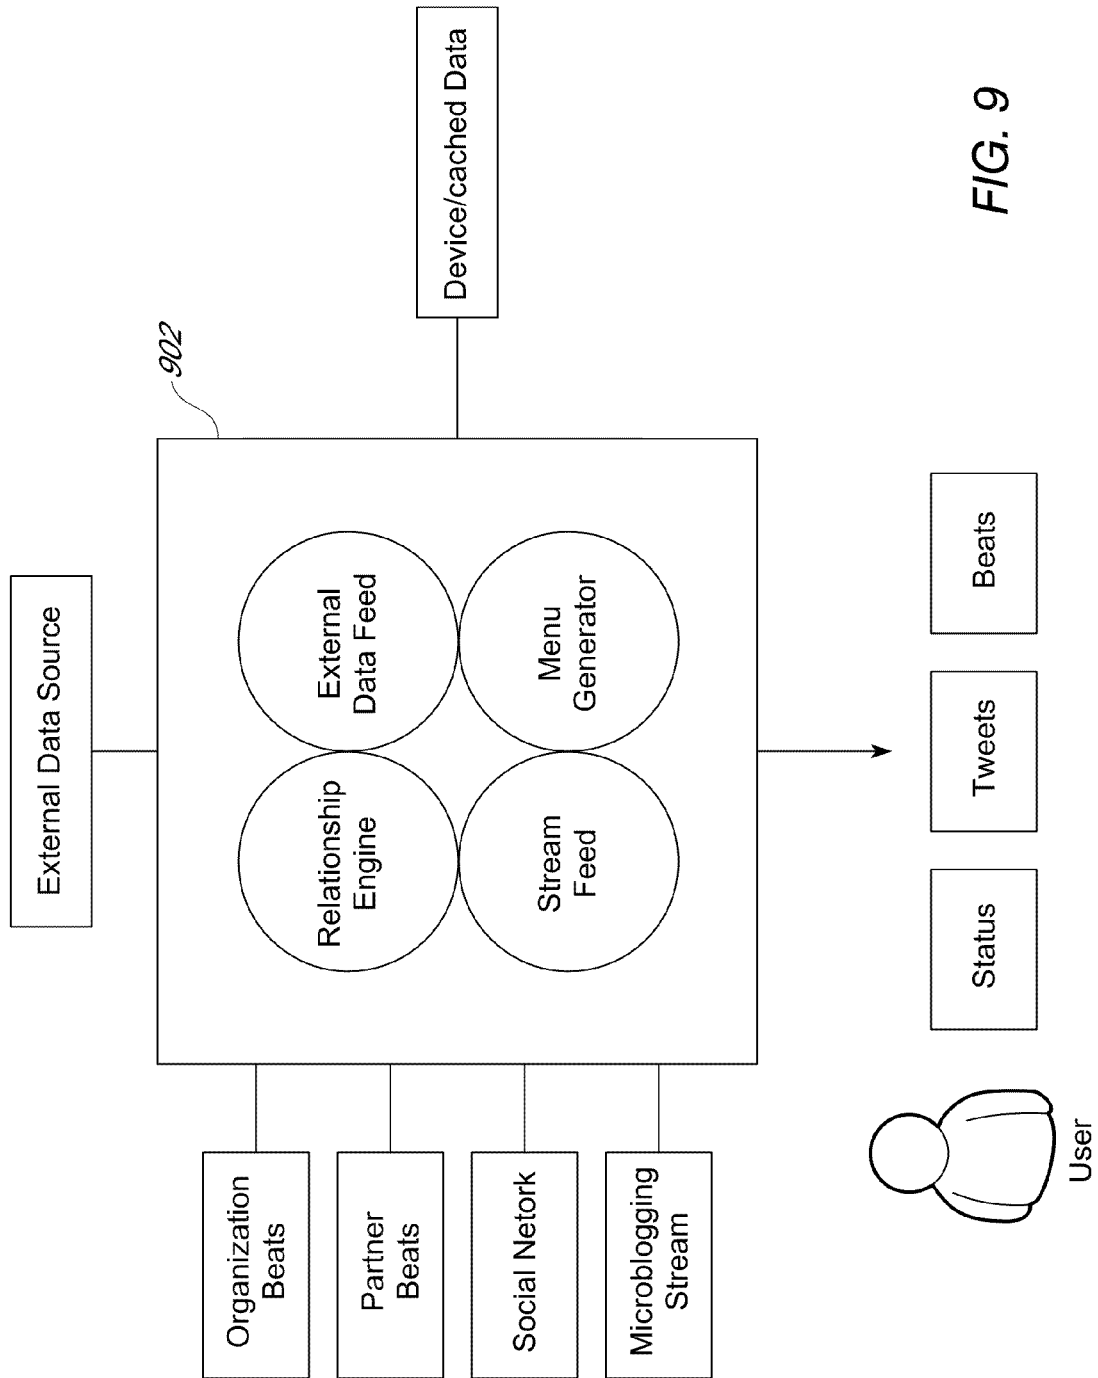 External Data Source
902
Organization
Beats
Partner
Beats
Social Netork
Microblogging
Stream
Relationship
Engine
External
Data Feed
Stream
Feed
Menu
Generator
Device/cached Data
User
Status
Tweets
Beats
FIG. 9